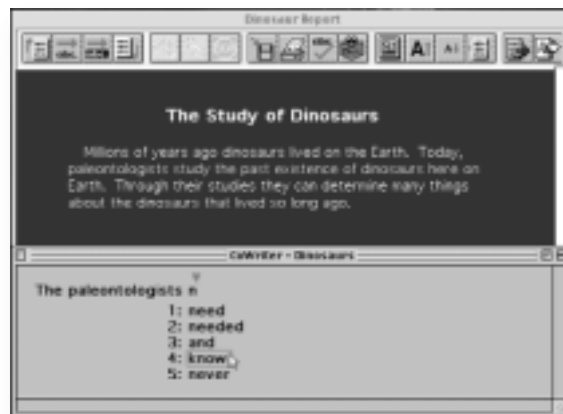 Dinosaur Report
The Study of Dinosaurs
Millions of years ago dinosaurs lived on the Earth. Today,
paleontologists study the past existence of dinosaurs here on
Earth. Through their studies they can determine many things
about the dinosaurs that lived so long ago.
Co:Writer - Dinosaurs
The paleontologists n
1: need
2: needed
3: and
4: know
5: never